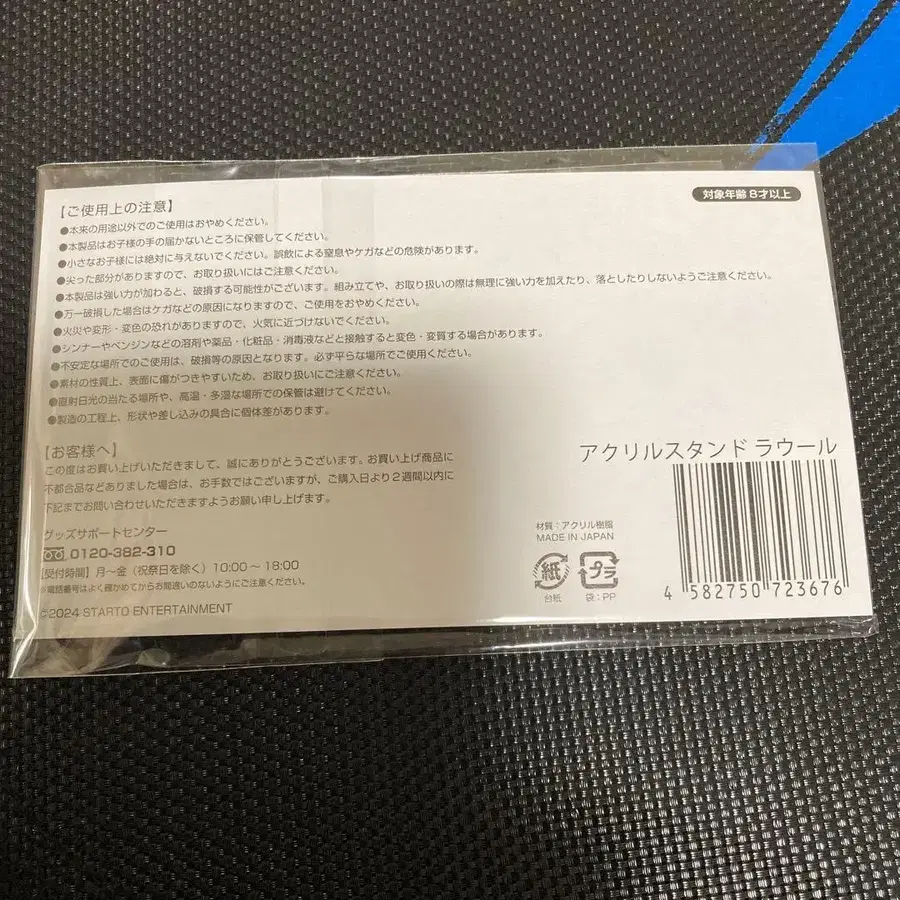 対象年齢8才以上
【ご使用上の注意】
●本来の用途以外でのご使用はおやめください。
●本製品はお子様の手の届かないところに保管してください。
●小さなお子様には絶対に与えないでください。誤飲による窒息やケガなどの危険があります。
●尖った部分がありますので、お取り扱いにはご注意ください。
●本製品は強い力が加わると、破損する可能性がございます。組み立てや、お取り扱いの際は無理に強い力を加えたり、落としたりしないようご注意ください。
●万一破損した場合はケガなどの原因になりますので、ご使用をおやめください。
●火災や変形・変色の恐れがありますので、火気に近づけないでください。
●シンナーやベンジンなどの溶剤や薬品・化粧品・消毒液などと接触すると変色・変質する場合があります。
●不安定な場所でのご使用は、破損等の原因となります。必ず平らな場所でご使用ください。
●素材の性質上、表面に傷がつきやすいため、お取り扱いにご注意ください。
●直射日光の当たる場所や、高温・多湿な場所での保管は避けてください。
●製造の工程上、形状や差し込みの具合に個体差があります。
【お客様へ】
この度はお買い上げいただきまして、誠にありがとうございます。お買い上げ商品に
不都合品などありました場合は、お手数ではございますが、ご購入日より2週間以内に
下記までお問い合わせいただきますようお願い申し上げます。
グッズサポートセンター
0120-382-310
【受付時間】月〜金（祝祭日を除く）10:00〜18:00
※電話番号はよく確かめてからお間違いのないようにご注意ください。
©2024 STARTO ENTERTAINMENT
アクリルスタンド ラウール
材質：アクリル樹脂
MADE IN JAPAN
紙 プラ
台紙 袋：PP
4 582750 723676